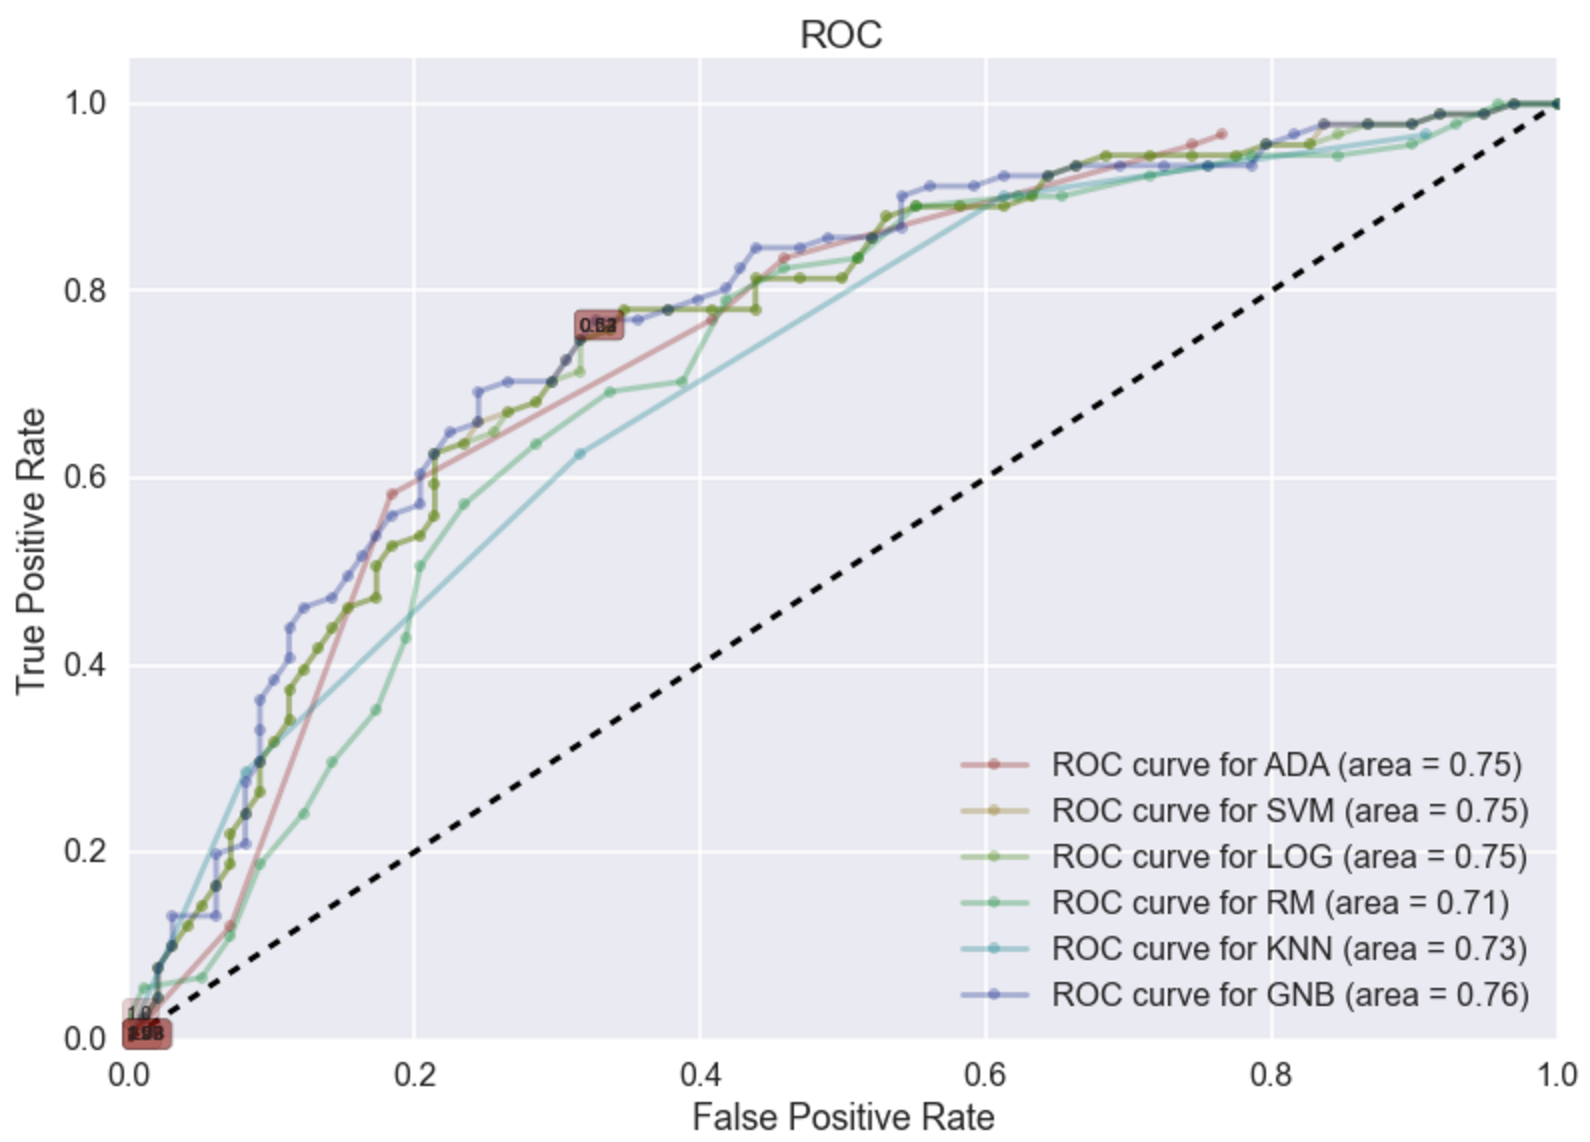 ROC
1.0
0.8
0.6
0.4
0.2
0.0
True Positive Rate
ROC curve for ADA (area = 0.75)
ROC curve for SVM (area = 0.75)
ROC curve for LOG (area = 0.75)
ROC curve for RM (area = 0.71)
ROC curve for KNN (area = 0.73)
ROC curve for GNB (area = 0.76)
0.0 0.2 0.4 0.6 0.8 1.0
False Positive Rate